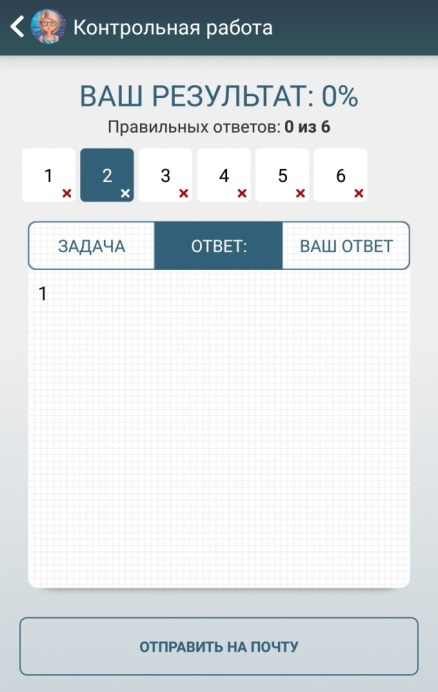 Контрольная работа
ВАШ РЕЗУЛЬТАТ: 0%
Правильных ответов: 0 из 6
1 2 3 4 5 6
ЗАДАЧА ОТВЕТ: ВАШ ОТВЕТ
1
ОТПРАВИТЬ НА ПОЧТУ